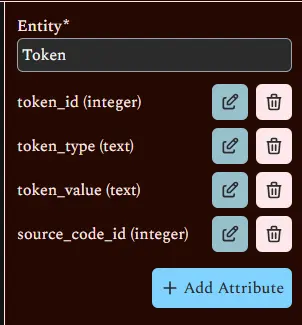 Entity*
Token
token_id (integer)
token_type (text)
token_value (text)
source_code_id (integer)
+ Add Attribute